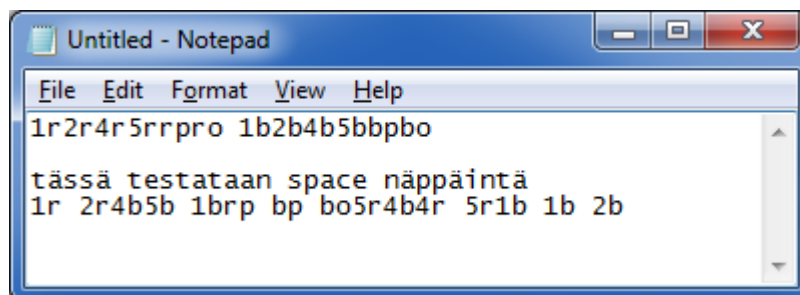 Untitled - Notepad
File Edit Format View Help
1r2r4r5rrpro 1b2b4b5bbpbo
tässä testataan space näppäintä
1r 2r4b5b 1brp bp bo5r4b4r 5r1b 1b 2b